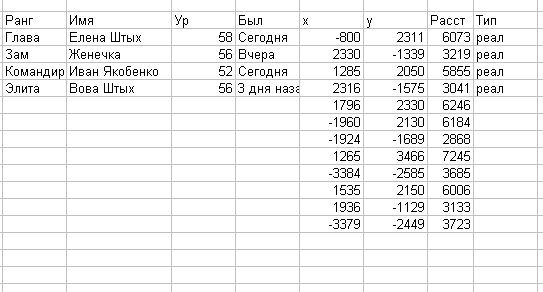 Ранг Имя Ур Был x y Расст Тип
Глава Елена Штых 58 Сегодня -800 2311 6073 реал
Зам Женечка 56 Вчера 2330 -1339 3219 реал
Командир Иван Якобенко 52 Сегодня 1285 2050 5855 реал
Элита Вова Штых 56 3 дня наза 2316 -1575 3041 реал
1796 2330 6246
-1960 2130 6184
-1924 -1689 2868
1265 3466 7245
-3384 -2585 3685
1535 2150 6006
1936 -1129 3133
-3379 -2449 3723